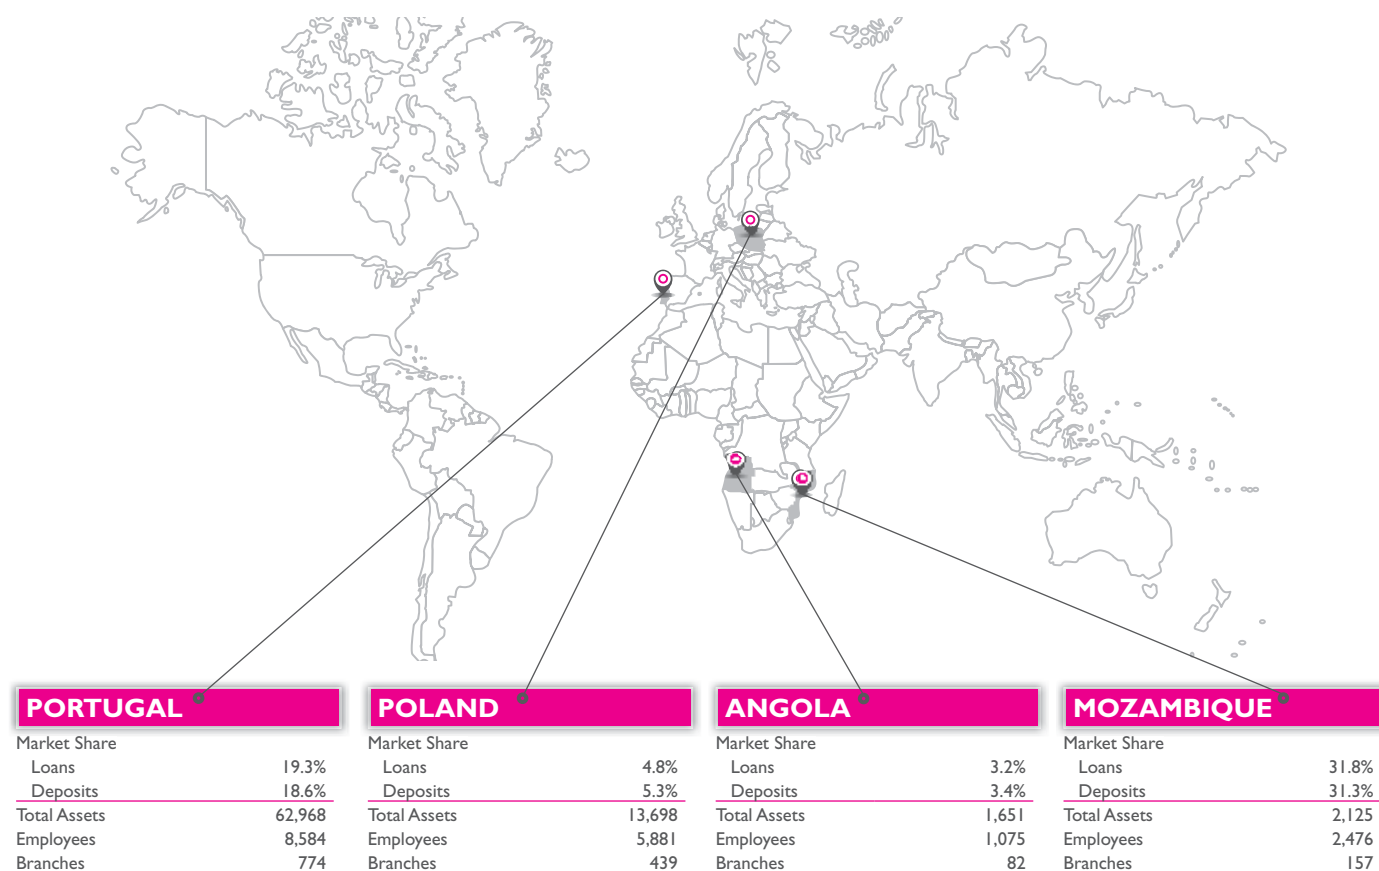 PORTUGAL
Market Share
Loans 19.3%
Deposits 18.6%
Total Assets 62,968
Employees 8,584
Branches 774
POLAND
Market Share
Loans 4.8%
Deposits 5.3%
Total Assets 13,698
Employees 5,881
Branches 439
ANGOLA
Market Share
Loans 3.2%
Deposits 3.4%
Total Assets 1,651
Employees 1,075
Branches 82
MOZAMBIQUE
Market Share
Loans 31.8%
Deposits 31.3%
Total Assets 2,125
Employees 2,476
Branches 157